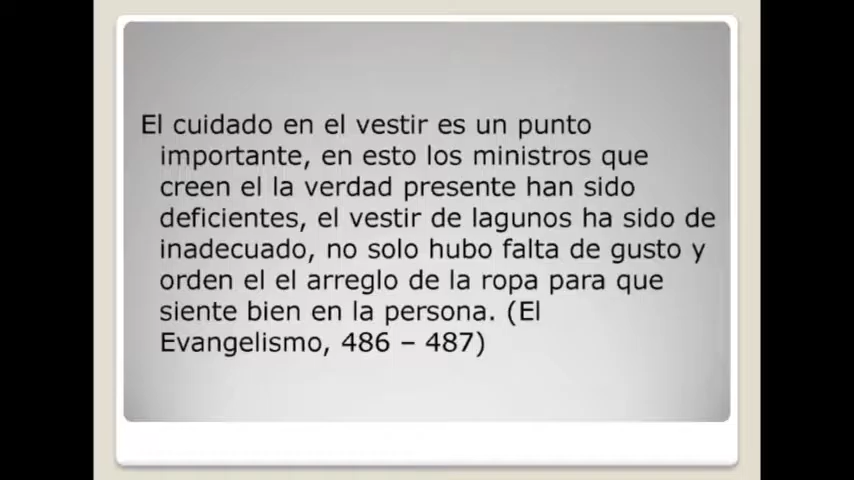 El cuidado en el vestir es un punto
importante, en esto los ministros que
creen el la verdad presente han sido
deficientes, el vestir de lagunos ha sido de
inadecuado, no solo hubo falta de gusto y
orden el el arreglo de la ropa para que
siente bien en la persona. (El
Evangelismo, 486 – 487)